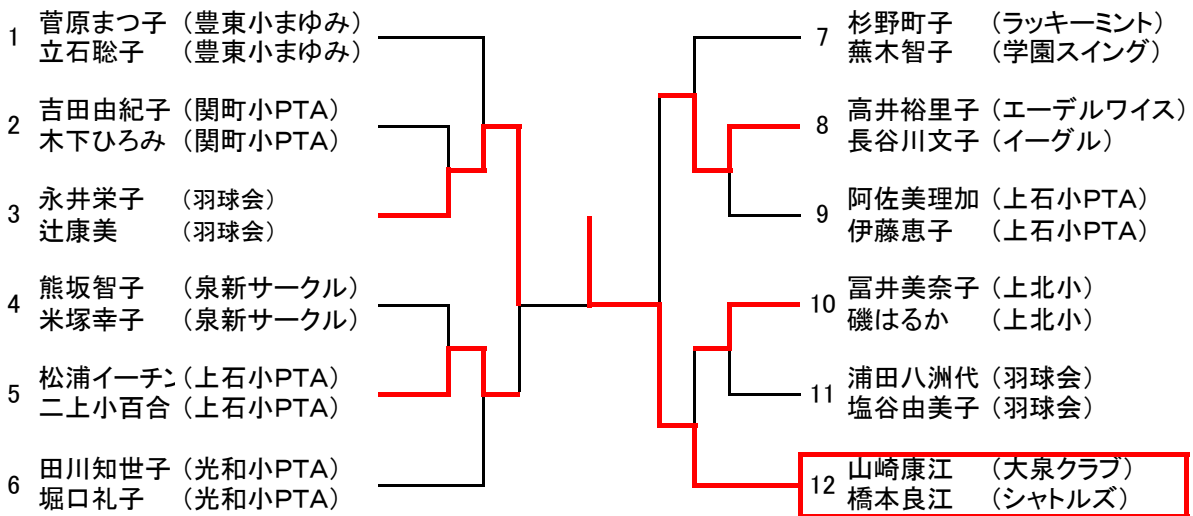 1 菅原まつ子 (豊東小まゆみ)
立石聡子 (豊東小まゆみ)
2 吉田由紀子 (関町小PTA)
木下ひろみ (関町小PTA)
3 永井栄子 (羽球会)
辻康美 (羽球会)
4 熊坂智子 (泉新サークル)
米塚幸子 (泉新サークル)
5 松浦イーチン (上石小PTA)
二上小百合 (上石小PTA)
6 田川知世子 (光和小PTA)
堀口礼子 (光和小PTA)
7 杉野町子 (ラッキーミント)
蕪木智子 (学園スイング)
8 高井裕里子 (エーデルワイス)
長谷川文子 (イーグル)
9 阿佐美理加 (上石小PTA)
伊藤恵子 (上石小PTA)
10 冨井美奈子 (上北小)
磯はるか (上北小)
11 浦田八洲代 (羽球会)
塩谷由美子 (羽球会)
12 山崎康江 (大泉クラブ)
橋本良江 (シャトルズ)